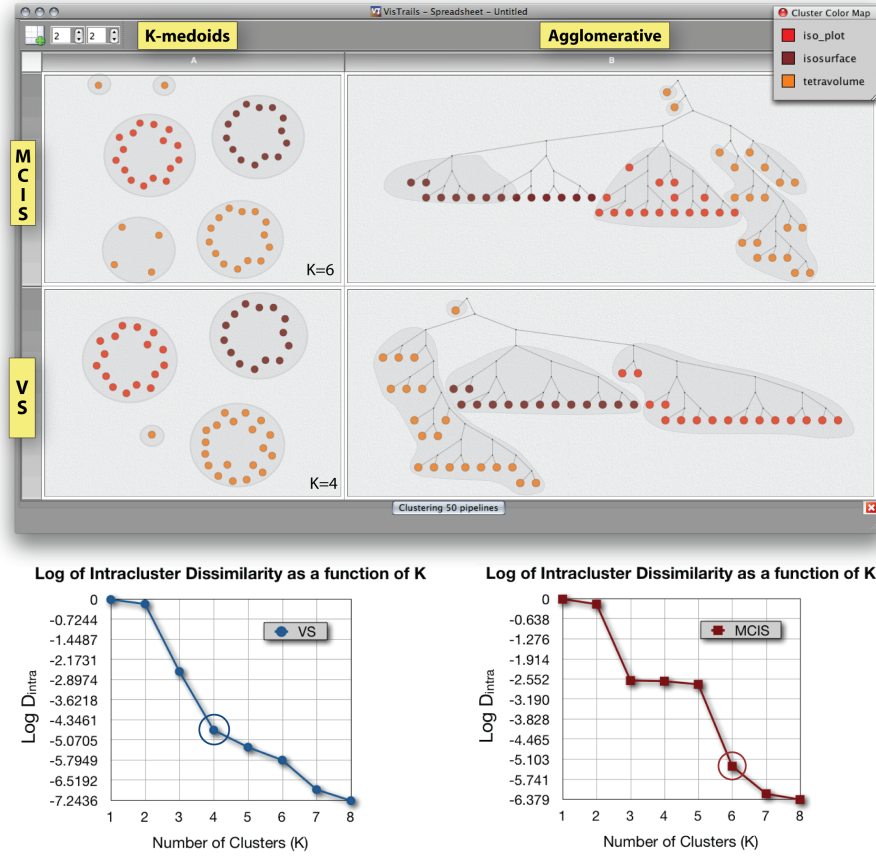 VisTrails - Spreadsheet - Untitled
Cluster Color Map
iso_plot
isosurface
tetravolume
2 2
K-medoids
Agglomerative
A B
MCIS
K=6
VS
K=4
Clustering 50 pipelines
Log of Intracluster Dissimilarity as a function of K
0
-0.7244
-1.4487
-2.1731
-2.8974
-3.6218
-4.3461
-5.0705
-5.7949
-6.5192
-7.2436
Log Dintra
VS
1 2 3 4 5 6 7 8
Number of Clusters (K)
Log of Intracluster Dissimilarity as a function of K
0
-0.638
-1.276
-1.914
-2.552
-3.190
-3.828
-4.465
-5.103
-5.741
-6.379
Log Dintra
MCIS
1 2 3 4 5 6 7 8
Number of Clusters (K)